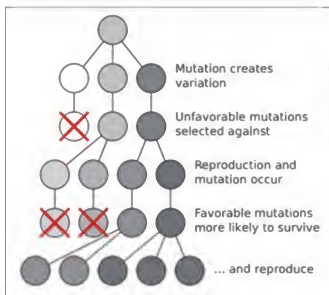 Mutation creates
variation
Unfavorable mutations
selected against
Reproduction and
mutation occur
Favorable mutations
more likely to survive
... and reproduce